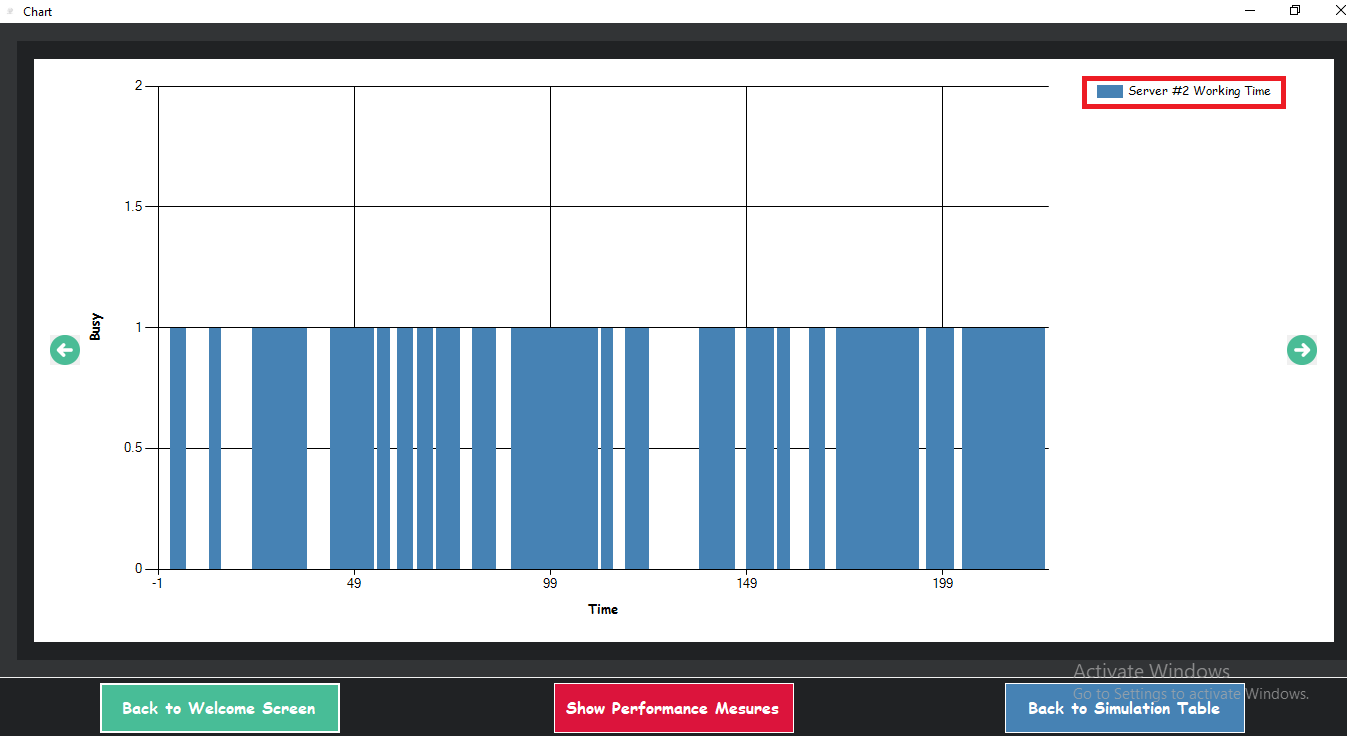 Chart
Server #2 Working Time
2
1.5
1
0.5
0
Busy
-1 49 99 149 199
Time
Activate Windows
Go to Settings to activate Windows.
Back to Welcome Screen
Show Performance Mesures
Back to Simulation Table